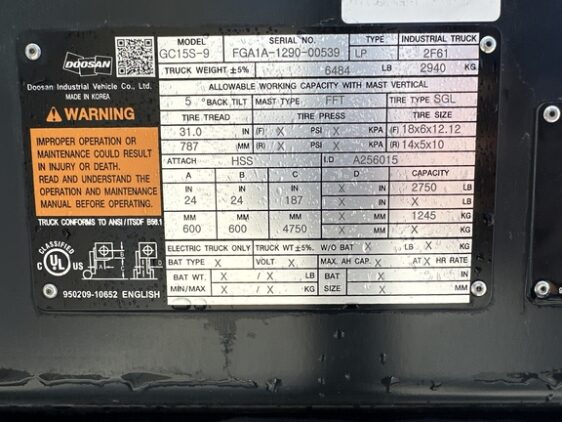 DOOSAN
Doosan Industrial Vehicle Co., Ltd.
MADE IN KOREA
WARNING
IMPROPER OPERATION OR
MAINTENANCE COULD RESULT
IN INJURY OR DEATH.
READ AND UNDERSTAND THE
OPERATION AND MAINTENANCE
MANUAL BEFORE OPERATING.
TRUCK CONFORMS TO ANSI / ITSDF B56.1
CLASSIFIED
C UL US
950209-10652 ENGLISH
MODEL SERIAL NO. TYPE INDUSTRIAL TRUCK
GC15S-9 FGA1A-1290-00539 LP 2F61
TRUCK WEIGHT ±5% 6484 LB 2940 KG
ALLOWABLE WORKING CAPACITY WITH MAST VERTICAL
5 ° BACK TILT MAST TYPE FFT TIRE TYPE SGL
TIRE TREAD TIRE PRESS TIRE SIZE
31.0 IN (F) X PSI X KPA (F) 18x6x12.12
787 MM (R) X PSI X KPA (R) 14x5x10
ATTACH HSS I.D A256015
A B C D CAPACITY
IN IN IN IN 2750 LB
24 24 187 X X LB
MM MM MM MM 1245 KG
600 600 4750 X X KG
ELECTRIC TRUCK ONLY TRUCK WT ±5%. W/O BAT X LB X KG
BAT TYPE X VOLT X MAX. AH CAP. X AT X HR RATE
BAT WT. X / X LB BAT X IN
MIN/MAX X / X KG SIZE X MM